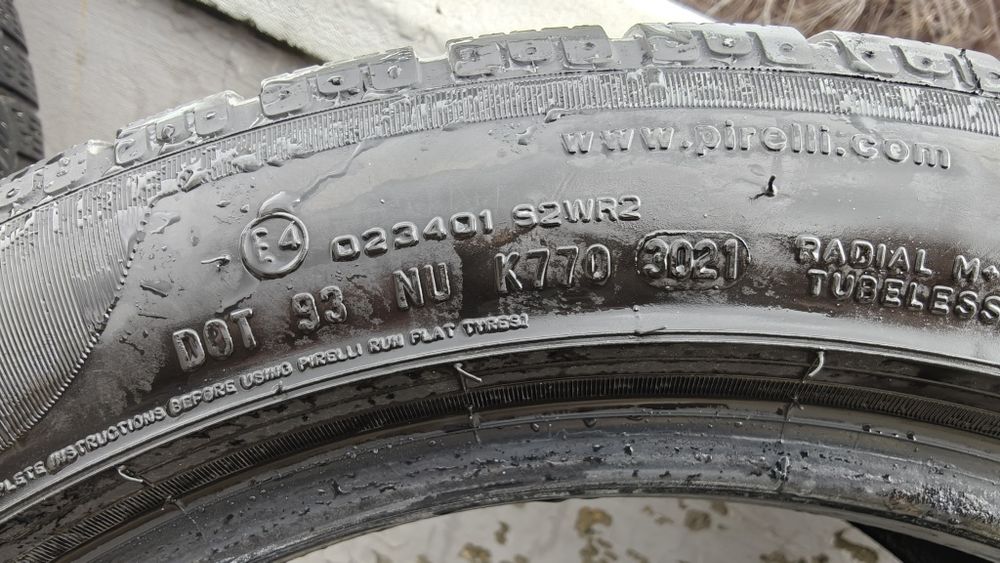 www.pirelli.com
E4 023401 S2WR2
DOT 93 NU K770 3021
RADIAL M+
TUBELESS
PLETE INSTRUCTIONS BEFORE USING PIRELLI RUN FLAT TYRES!